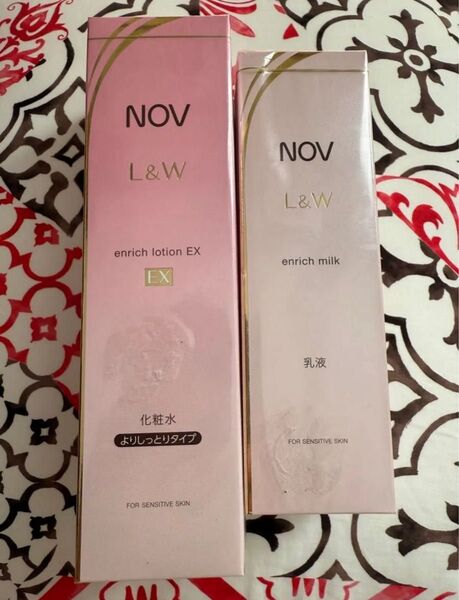 NOV
L&W
enrich lotion EX
EX
化粧水
よりしっとりタイプ
FOR SENSITIVE SKIN
NOV
L&W
enrich milk
乳液
FOR SENSITIVE SKIN